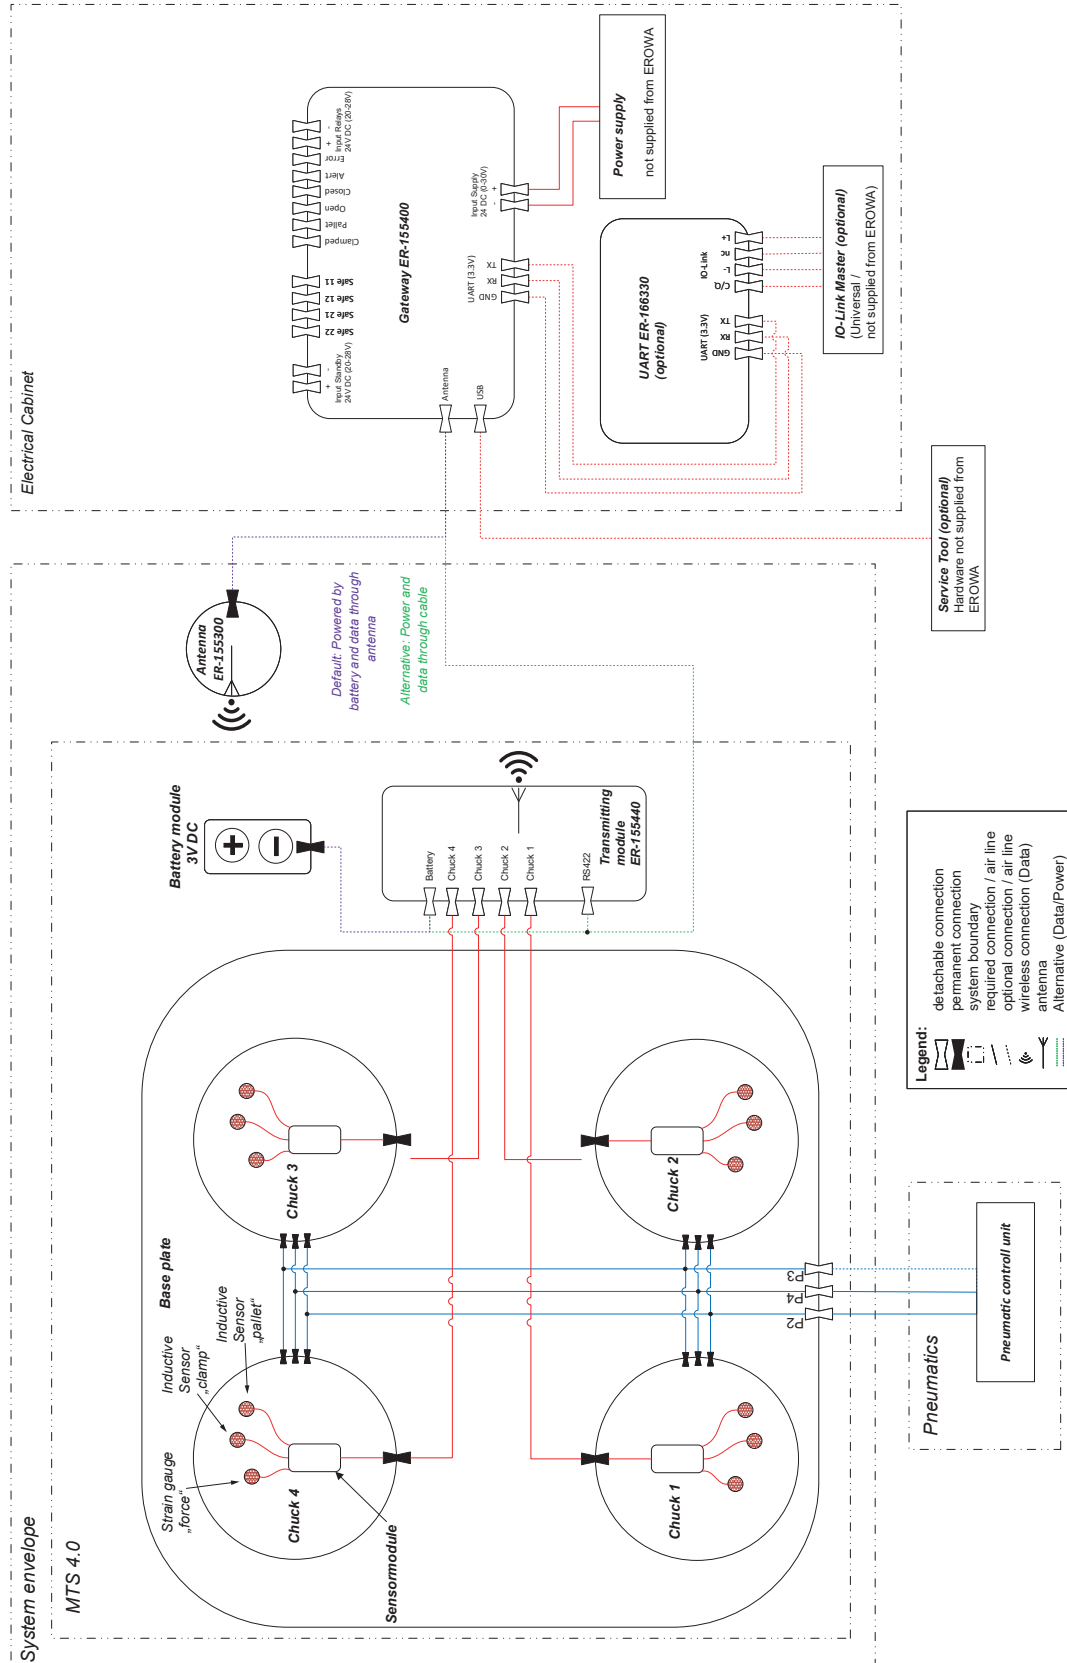 System envelope
MTS 4.0
Strain gauge
„force“
Inductive
Sensor
„clamp“
Inductive
Sensor
„pallet“
Base plate
Chuck 4
Sensormodule
Chuck 3
Chuck 1
Chuck 2
P2
P4
P3
Pneumatics
Pneumatic controll unit
Battery module
3V DC
Battery
Chuck 4
Chuck 3
Chuck 2
Chuck 1
RS422
Transmitting
module
ER-155440
Antenna
ER-155300
Default: Powered by
battery and data through
antenna
Alternative: Power and
data through cable
Legend:
detachable connection
permanent connection
system boundary
required connection / air line
optional connection / air line
wireless connection (Data)
antenna
Alternative (Data/Power)
Electrical Cabinet
+
-
Input Standby
24V DC (20-28V)
Safe 22
Safe 21
Safe 12
Safe 11
Clamped
Pallet
Open
Closed
Alert
Error
+
-
Input Relays
24V DC (20-28V)
Gateway ER-155400
Antenna
USB
UART (3.3V)
GND
RX
TX
Input Supply
24 DC (0-30V)
-
+
Power supply
not supplied from EROWA
UART ER-166330
(optional)
UART (3.3V)
GND
RX
TX
IO-Link
C/Q
L-
nc
L+
IO-Link Master (optional)
(Universal /
not supplied from EROWA)
Service Tool (optional)
Hardware not supplied from
EROWA